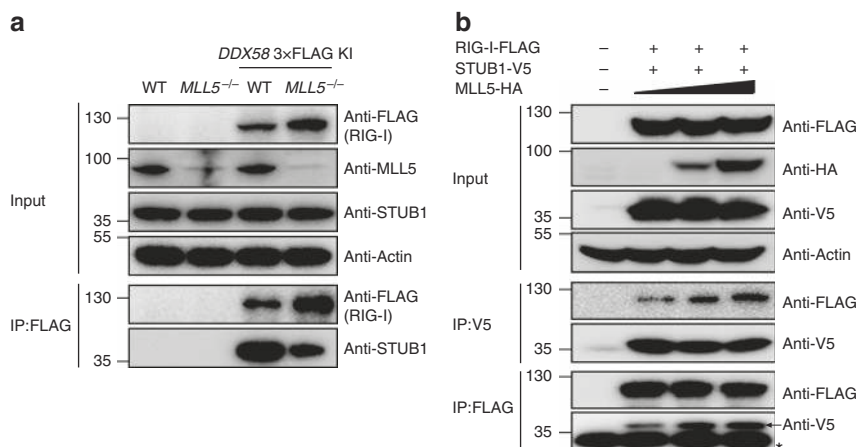 a
DDX58 3×FLAG KI
WT MLL5⁻/⁻ WT MLL5⁻/⁻
Input
130
Anti-FLAG
(RIG-I)
100
Anti-MLL5
35
Anti-STUB1
55
Anti-Actin
IP:FLAG
130
Anti-FLAG
(RIG-I)
35
Anti-STUB1
b
RIG-I-FLAG – + + +
STUB1-V5 – + + +
MLL5-HA –
Input
130
Anti-FLAG
100
Anti-HA
35
Anti-V5
55
Anti-Actin
IP:V5
130
Anti-FLAG
35
Anti-V5
IP:FLAG
130
Anti-FLAG
35
Anti-V5
*